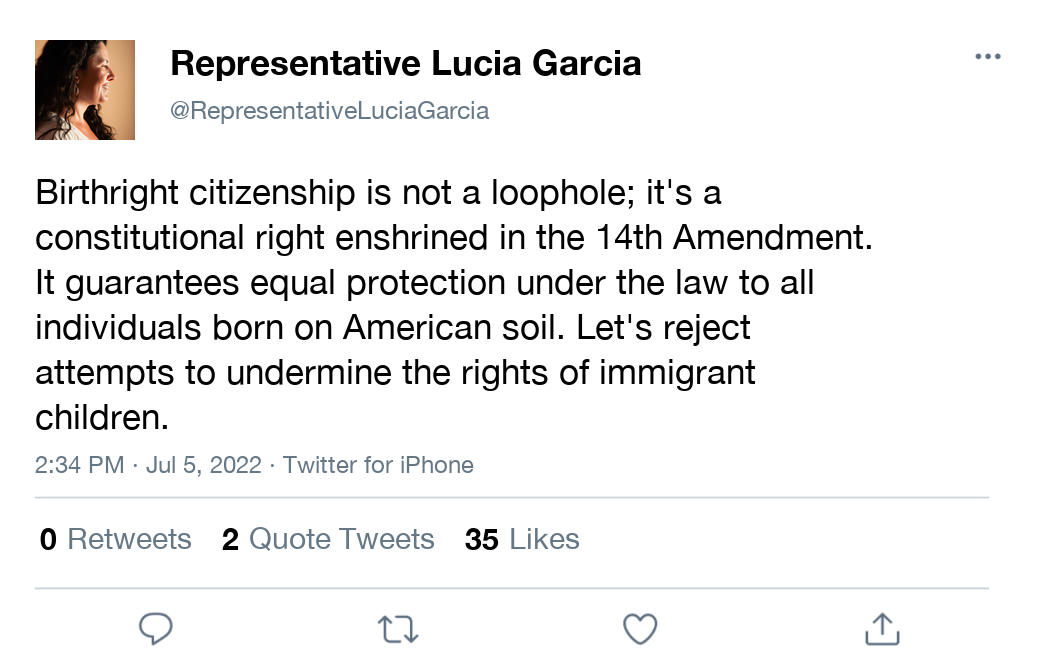 Representative Lucia Garcia
@RepresentativeLuciaGarcia
Birthright citizenship is not a loophole; it's a
constitutional right enshrined in the 14th Amendment.
It guarantees equal protection under the law to all
individuals born on American soil. Let's reject
attempts to undermine the rights of immigrant
children.
2:34 PM · Jul 5, 2022 · Twitter for iPhone
0 Retweets 2 Quote Tweets 35 Likes